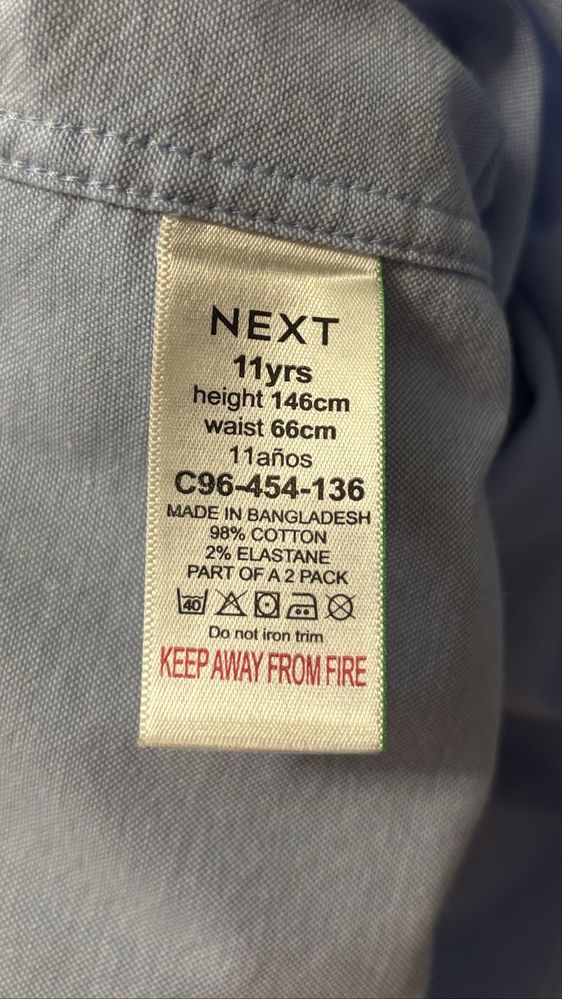 NEXT
11yrs
height 146cm
waist 66cm
11años
C96-454-136
MADE IN BANGLADESH
98% COTTON
2% ELASTANE
PART OF A 2 PACK
40
Do not iron trim
KEEP AWAY FROM FIRE